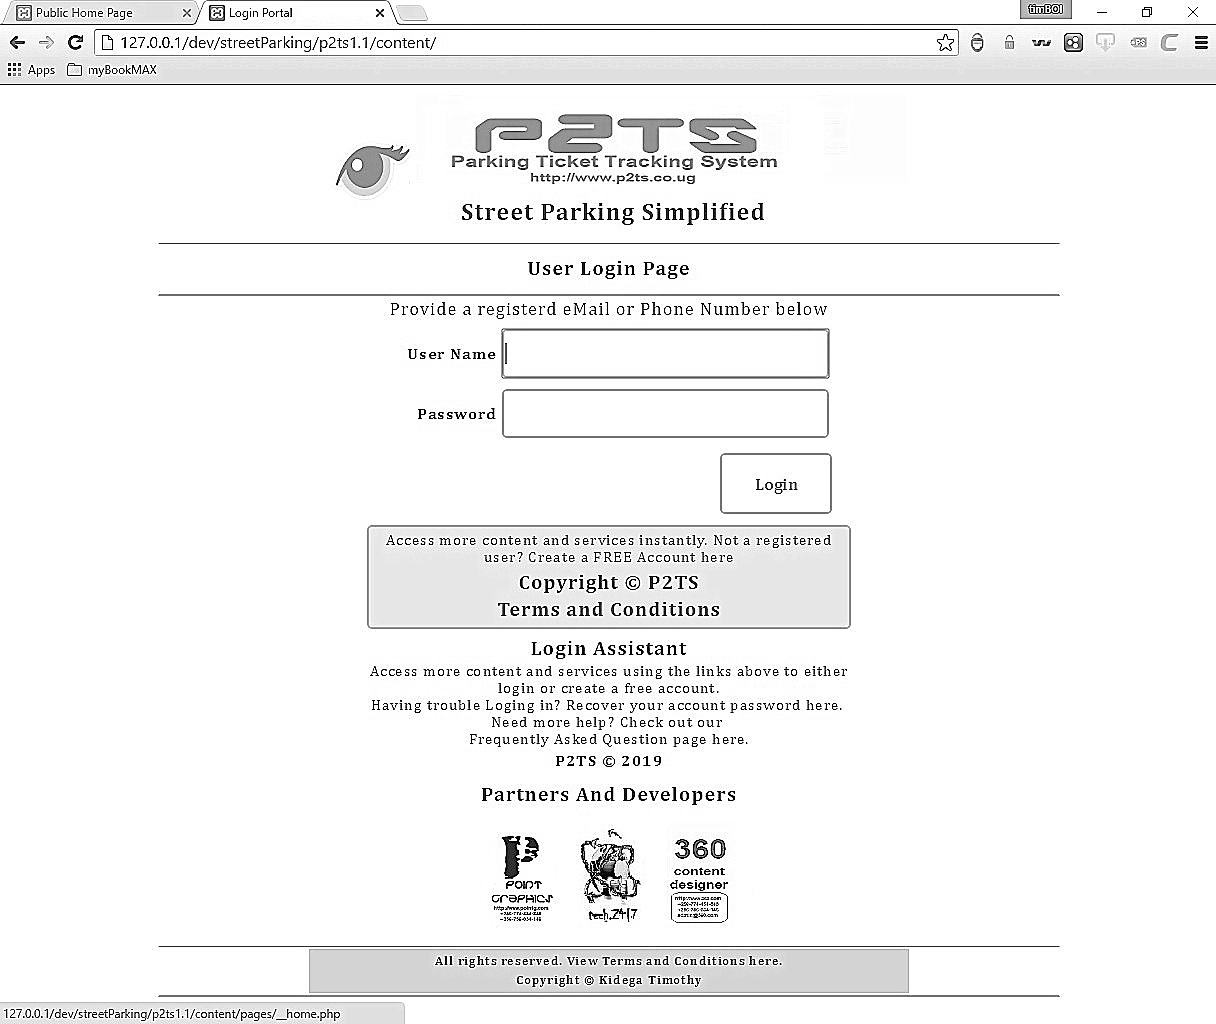 Public Home Page
Login Portal
timBOI
127.0.0.1/dev/streetParking/p2ts1.1/content/
Apps
myBookMAX
P2TS
Parking Ticket Tracking System
http://www.p2ts.co.ug
Street Parking Simplified
User Login Page
Provide a registerd eMail or Phone Number below
User Name
Password
Login
Access more content and services instantly. Not a registered
user? Create a FREE Account here
Copyright © P2TS
Terms and Conditions
Login Assistant
Access more content and services using the links above to either
login or create a free account.
Having trouble Loging in? Recover your account password here.
Need more help? Check out our
Frequently Asked Question page here.
P2TS © 2019
Partners And Developers
P
POINT
GRAPHICS
tech.24/7
360
content
designer
All rights reserved. View Terms and Conditions here.
Copyright © Kidega Timothy
127.0.0.1/dev/streetParking/p2ts1.1/content/pages/__home.php